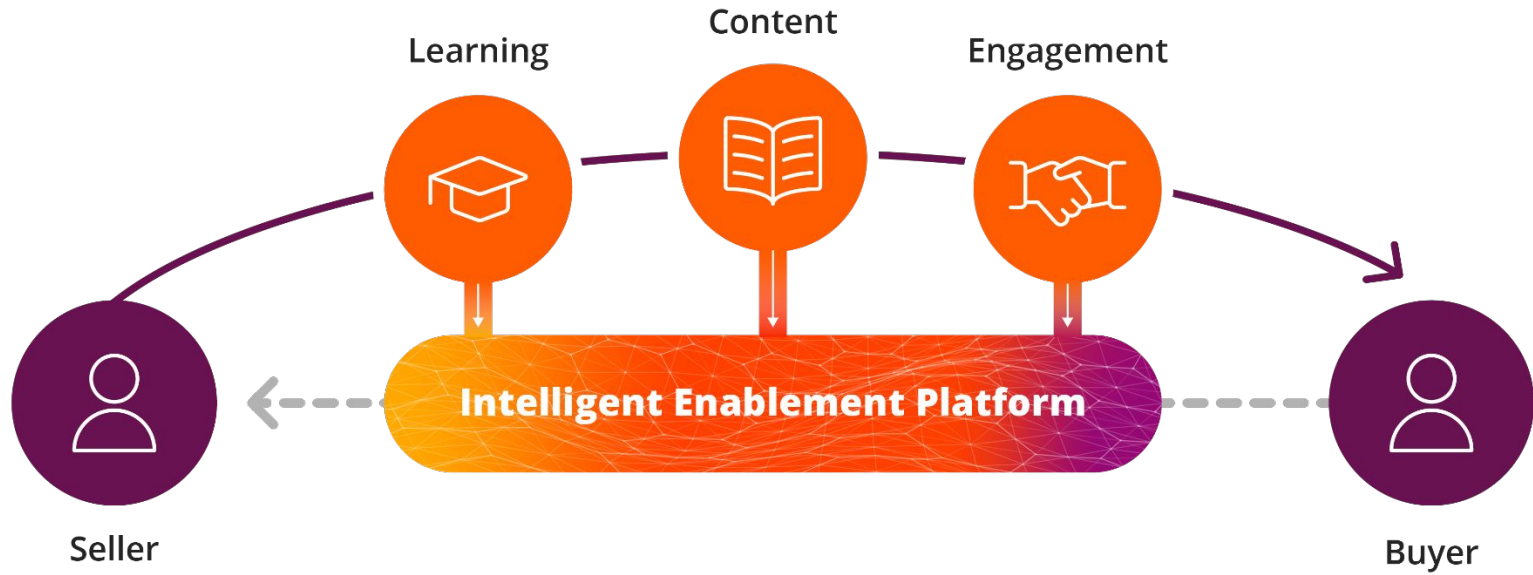 Content
Learning
Engagement
Intelligent Enablement Platform
Seller
Buyer